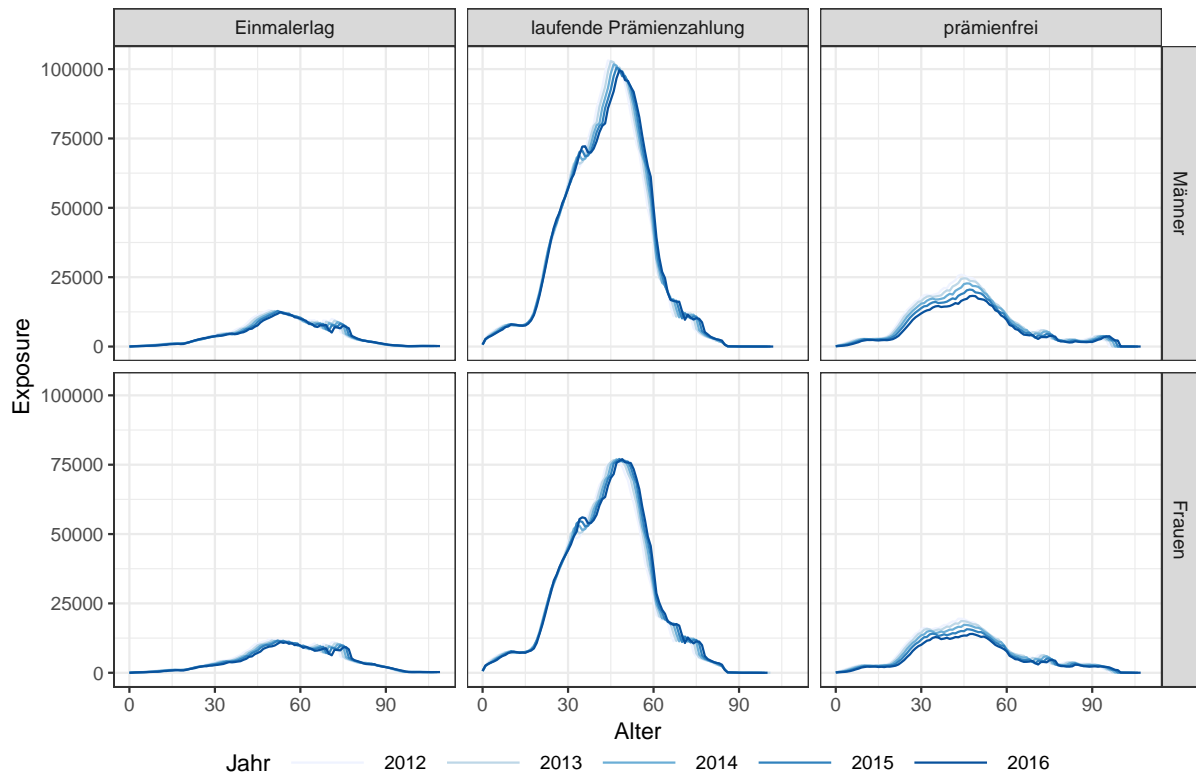 Einmalerlag laufende Prämienzahlung prämienfrei
100000
75000
50000
25000
0
Männer
100000
75000
50000
25000
0
Frauen
Exposure
0 30 60 90 0 30 60 90 0 30 60 90
Alter
Jahr 2012 2013 2014 2015 2016